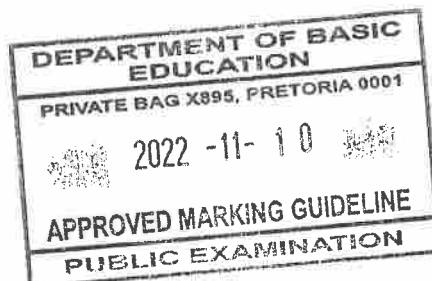 DEPARTMENT OF BASIC
EDUCATION
PRIVATE BAG X895, PRETORIA 0001
2022 -11- 10
APPROVED MARKING GUIDELINE
PUBLIC EXAMINATION